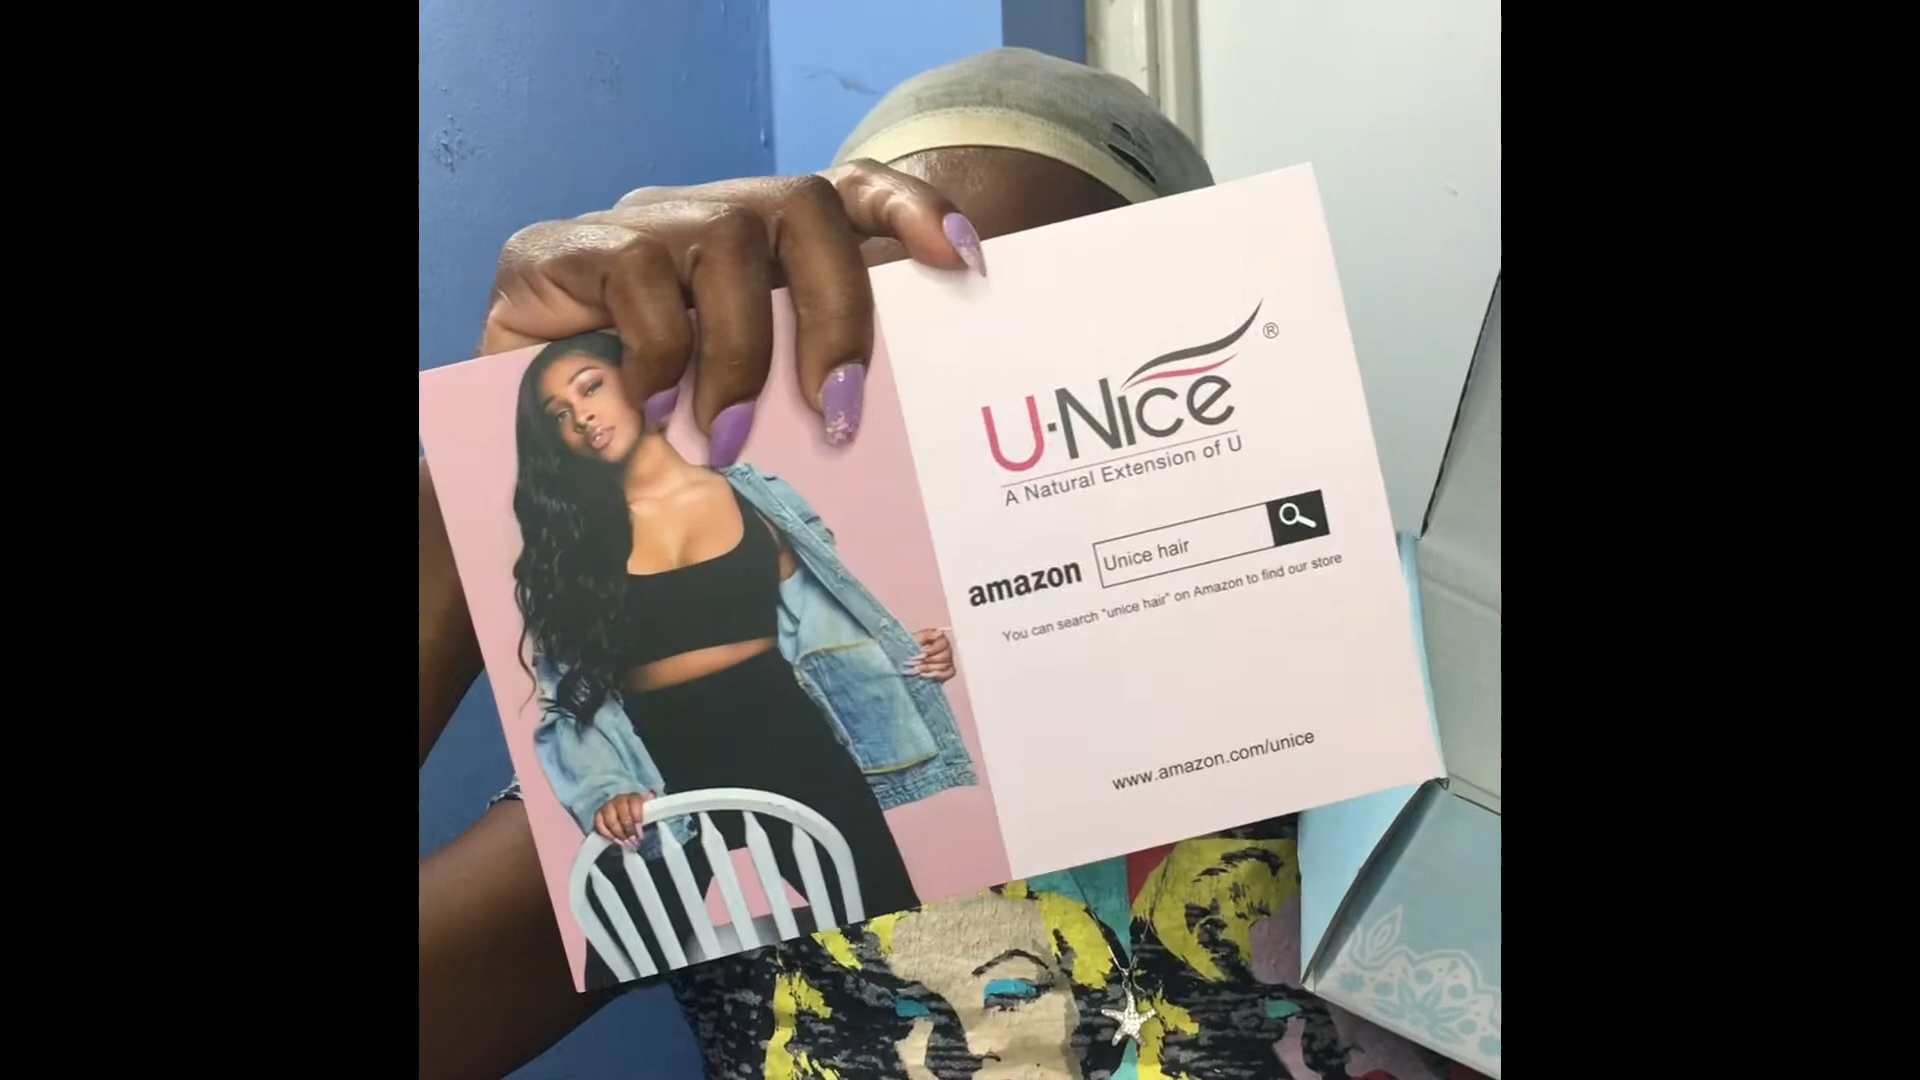 U·Nice®
A Natural Extension of U
amazon Unice hair
You can search "unice hair" on Amazon to find our store
www.amazon.com/unice